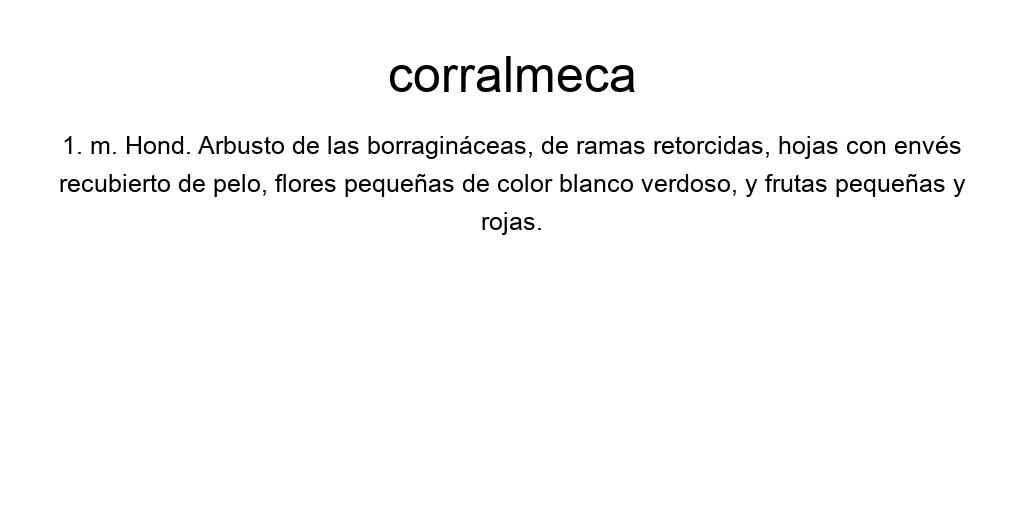 corralmeca
1. m. Hond. Arbusto de las borragináceas, de ramas retorcidas, hojas con envés
recubierto de pelo, flores pequeñas de color blanco verdoso, y frutas pequeñas y
rojas.